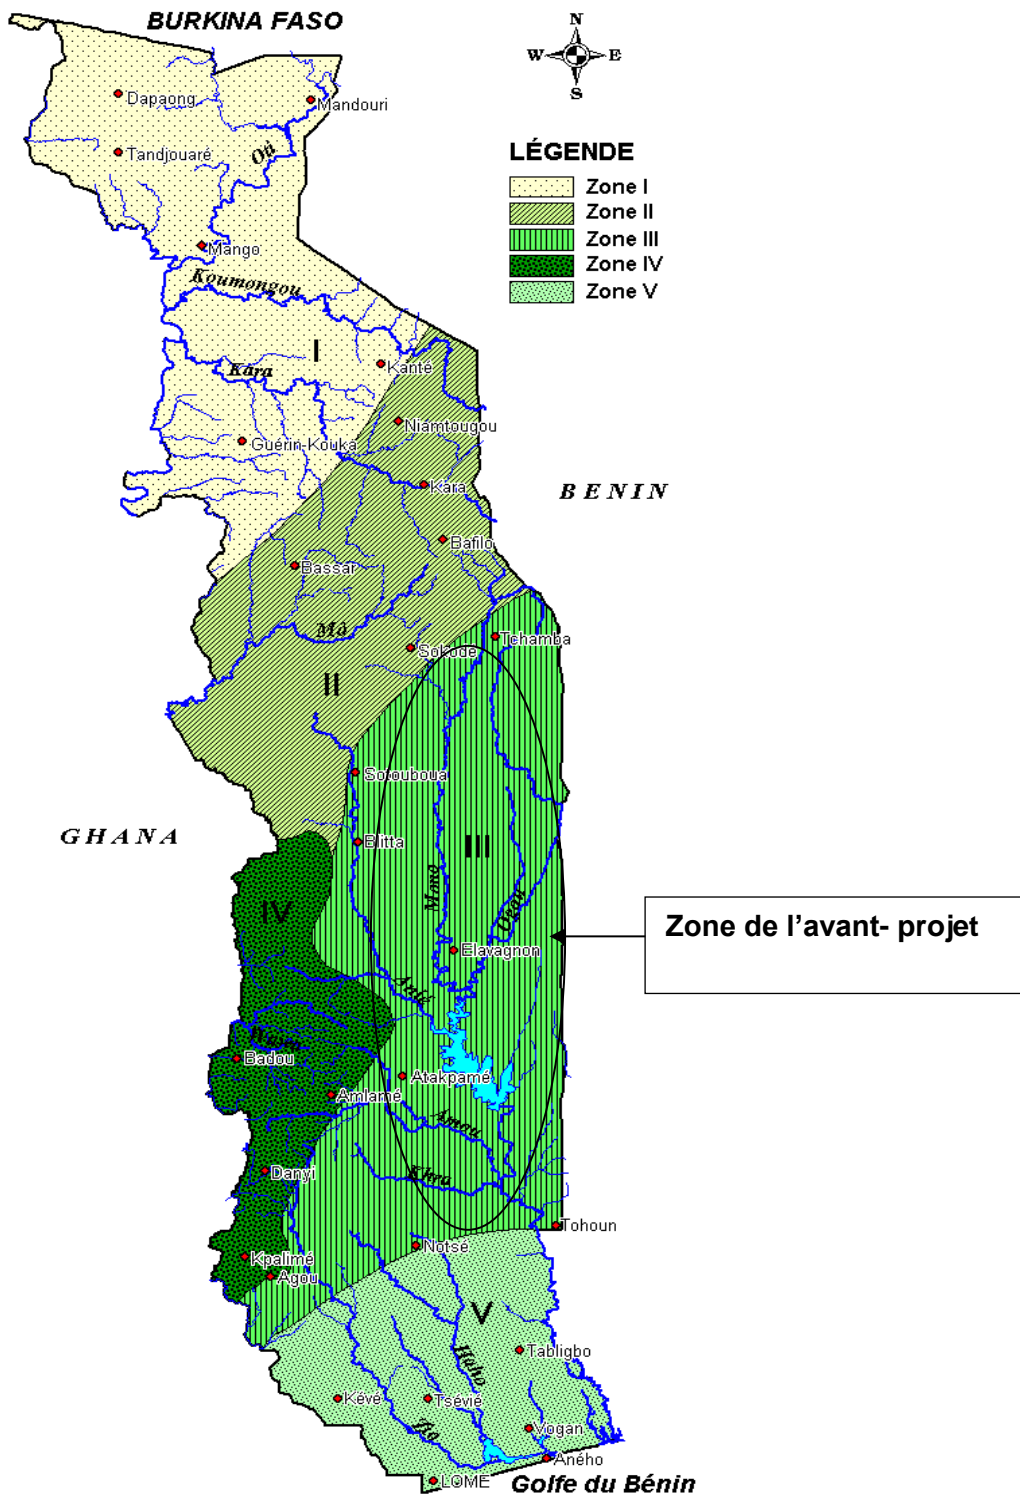 BURKINA FASO
N
W
E
S
Dapaong
Mandouri
Tandjouaré
Oti
LÉGENDE
Zone I
Zone II
Zone III
Zone IV
Zone V
Mango
Koumongou
I
Kara
Kanté
Niamtougou
Guérin-Kouka
Kara
BENIN
Bafilo
Bassar
Mô
Tchamba
Sokodé
II
Sotouboua
GHANA
Blitta
III
Mono
Ogou
IV
Zone de l'avant- projet
Elavagnon
Anié
Badou
Atakpamé
Amlamé
Amou
Danyi
Khra
Tohoun
Notsé
Kpalimé
Agou
V
Haho
Tabligbo
Kévé
Tsévié
Zio
Vogan
Aného
LOME
Golfe du Bénin